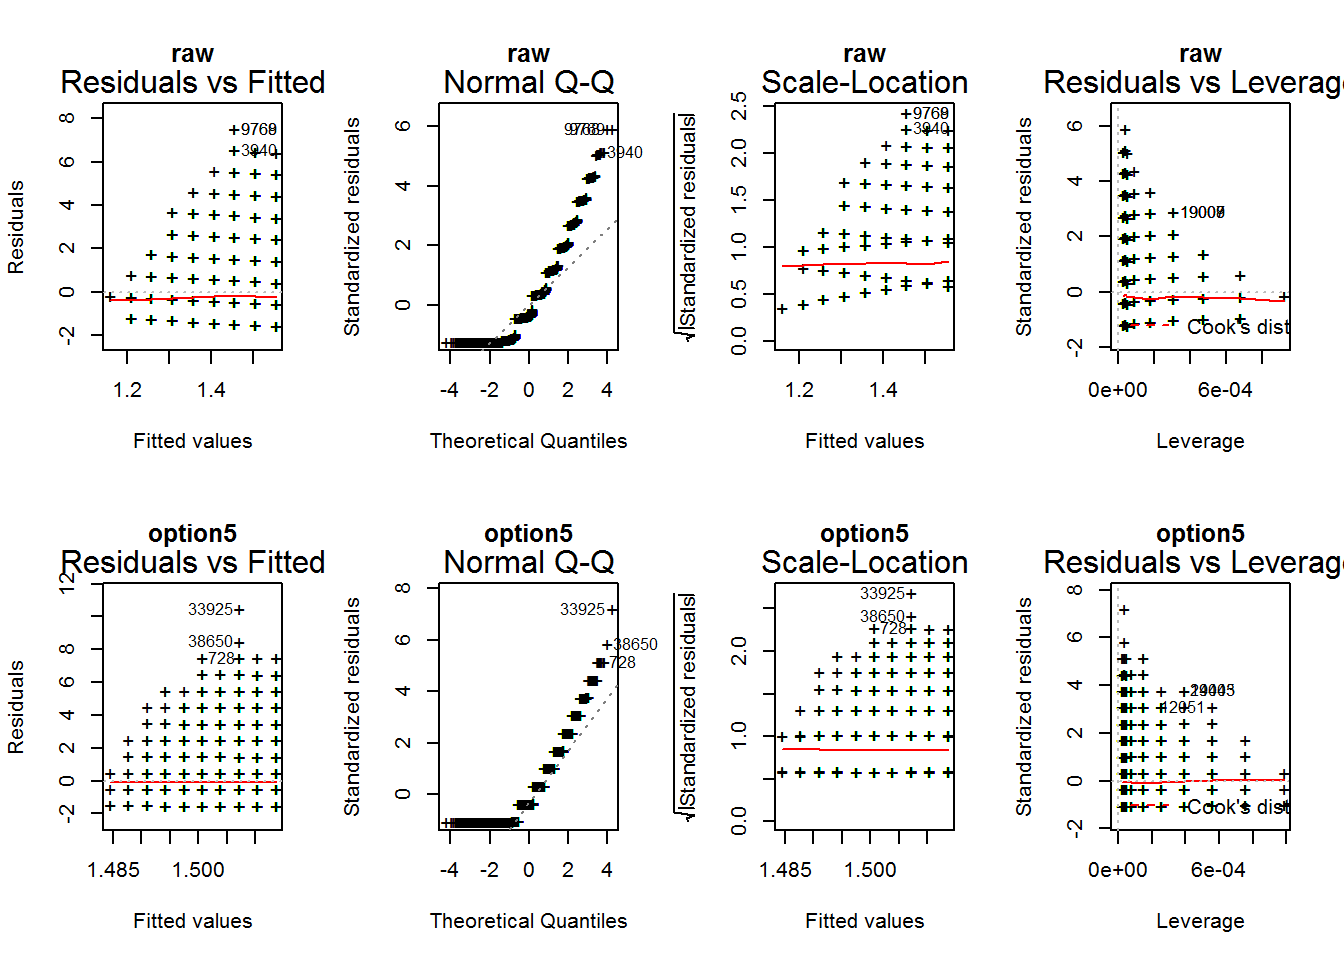 raw
Residuals vs Fitted
Residuals
8
6
4
2
0
-2
9769
3940
1.2 1.4
Fitted values
raw
Normal Q-Q
Standardized residuals
6
4
2
0
3940
-4 -2 0 2 4
Theoretical Quantiles
raw
Scale-Location
√|Standardized residuals|
2.5
2.0
1.5
1.0
0.5
0.0
9769
3940
1.2 1.4
Fitted values
raw
Residuals vs Leverage
Standardized residuals
6
4
2
0
-2
Cook's dist
0e+00 6e-04
Leverage
option5
Residuals vs Fitted
Residuals
12
8
6
4
2
0
-2
33925
38650
728
1.485 1.500
Fitted values
option5
Normal Q-Q
Standardized residuals
8
6
4
2
0
33925
38650
728
-4 -2 0 2 4
Theoretical Quantiles
option5
Scale-Location
√|Standardized residuals|
2.0
1.0
0.0
33925
38650
728
1.485 1.500
Fitted values
option5
Residuals vs Leverage
Standardized residuals
8
6
4
2
0
-2
Cook's dist
0e+00 6e-04
Leverage